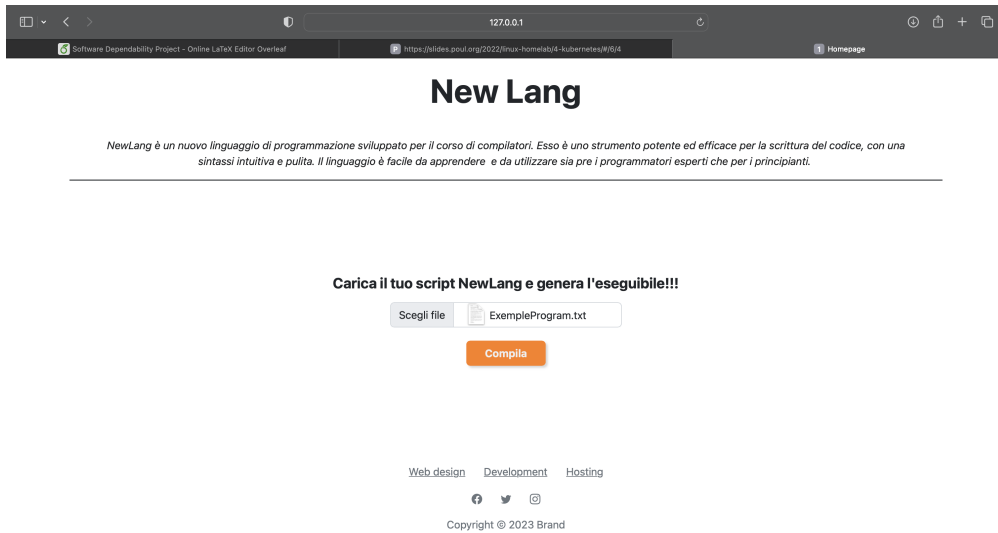 127.0.0.1
Software Dependability Project - Online LaTeX Editor Overleaf
P https://slides.poul.org/2022/linux-homelab/4-kubernetes/#/6/4
1 Homepage
New Lang
NewLang è un nuovo linguaggio di programmazione sviluppato per il corso di compilatori. Esso è uno strumento potente ed efficace per la scrittura del codice, con una
sintassi intuitiva e pulita. Il linguaggio è facile da apprendere e da utilizzare sia pre i programmatori esperti che per i principianti.
Carica il tuo script NewLang e genera l'eseguibile!!!
Scegli file ExempleProgram.txt
Compila
Web design Development Hosting
Copyright © 2023 Brand